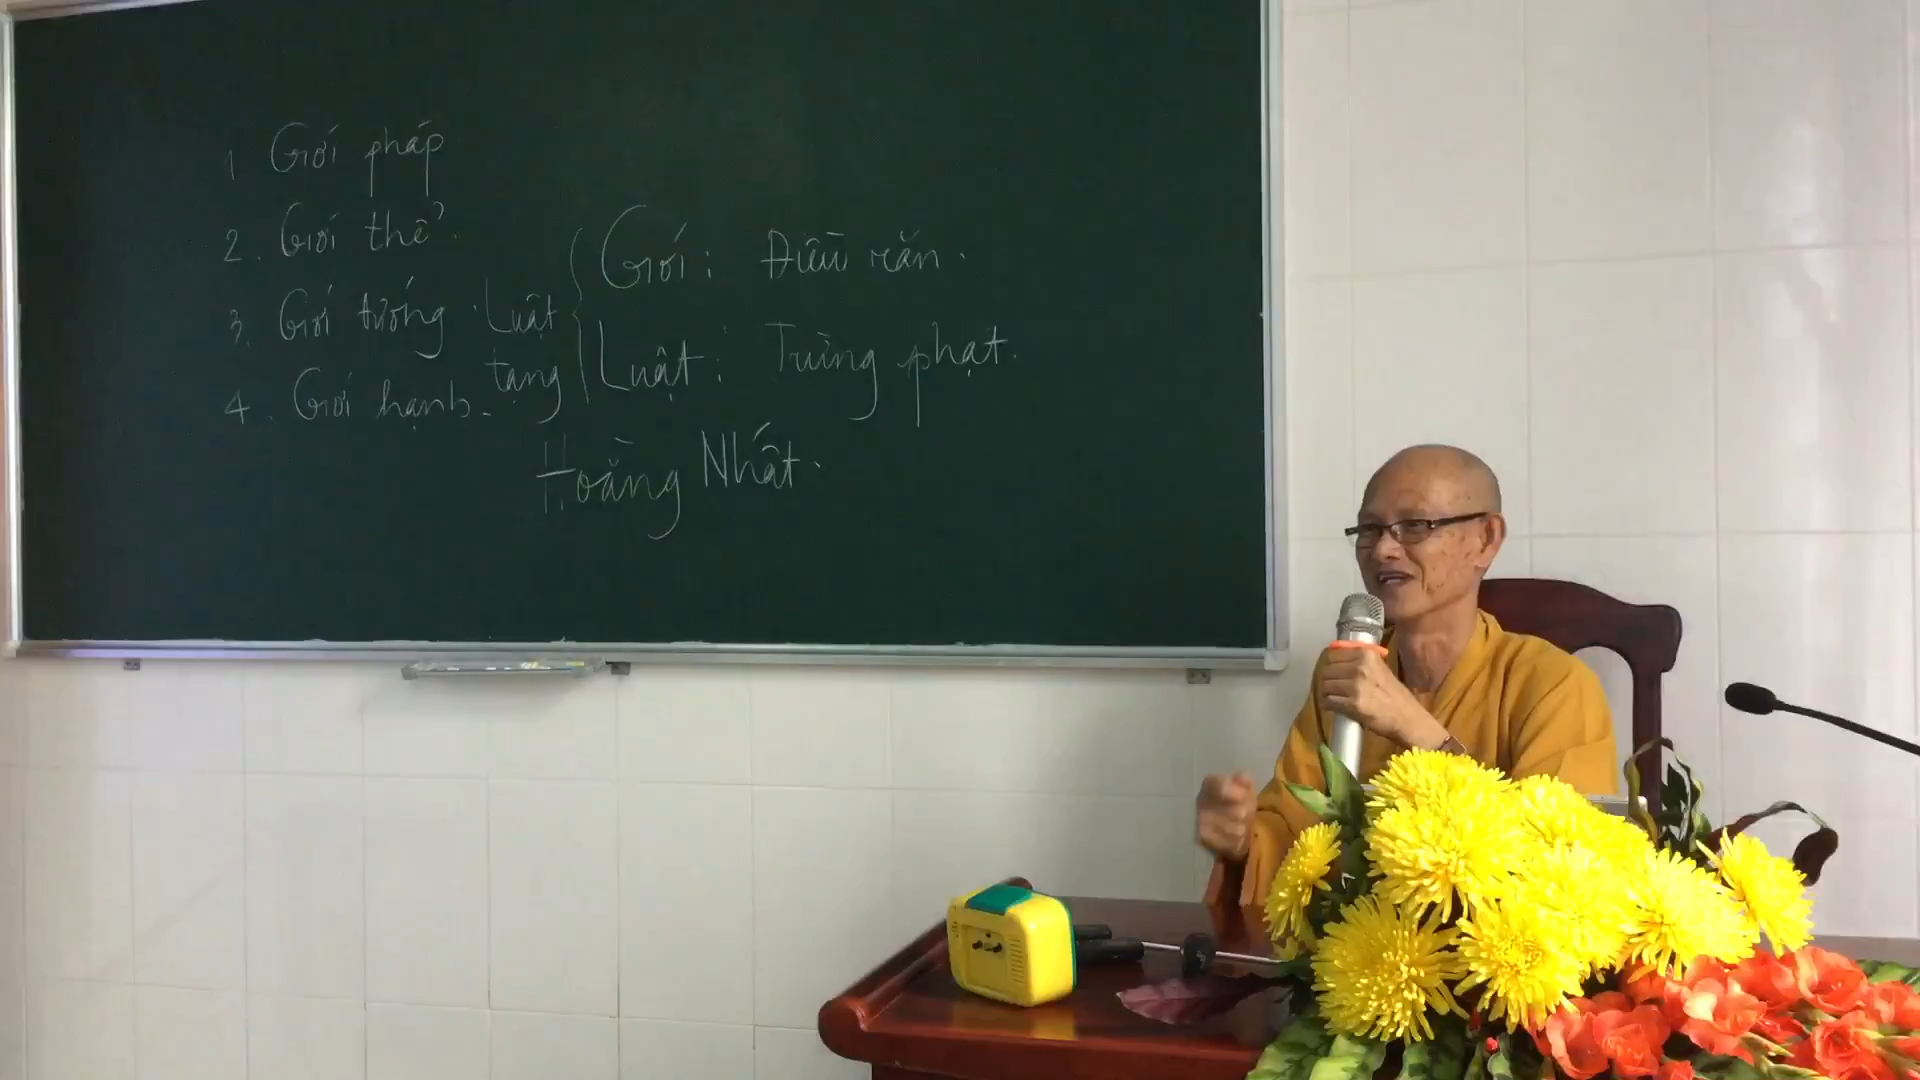 1 Giới pháp
2. Giới thể.
3. Giới tướng
4. Giới hạnh.
Luật tạng
Giới: Điều răn.
Luật: Trừng phạt.
Hoằng Nhất.